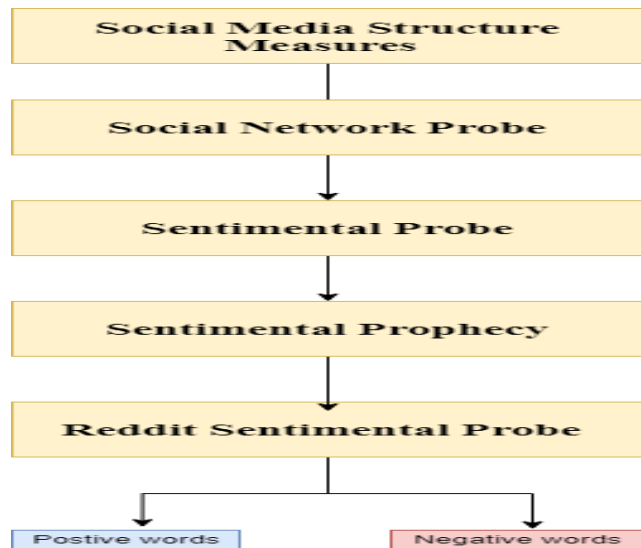 Social Media Structure
Measures
Social Network Probe
Sentimental Probe
Sentimental Prophecy
Reddit Sentimental Probe
Postive words
Negative words